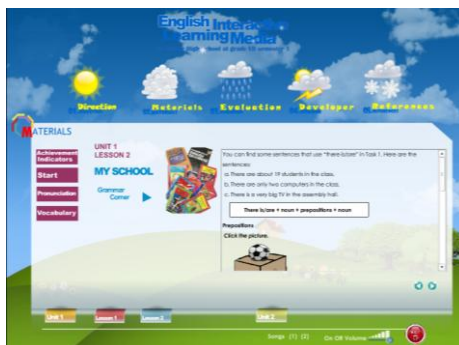 English Interactive
Learning Media
Direction
Materials
Evaluation
Developer
References
MATERIALS
Achievement
Indicators
Start
Pronunciation
Vocabulary
UNIT 1
LESSON 2
MY SCHOOL
Grammar
Corner
You can find some sentences that use "there is/are" in Task 1. Here are the
sentences:
a. There are about 19 students in the class.
b. There are only two computers in the class.
c. There is a very big TV in the assembly hall.
There is/are + noun + prepositions + noun
Prepositions
Click the picture.
Unit 1
Lesson 1
Lesson 2
Unit 2
Songs (1) (2)
On Off Volume